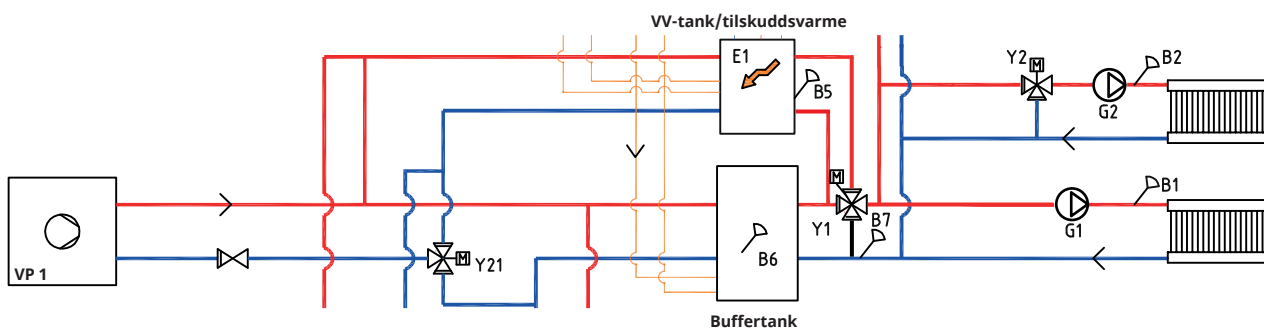 VV-tank/tilskuddsvarme
E1
B5
Y2
M
B2
G2
M
Y1
B7
B1
G1
VP 1
M
Y21
B6
Buffertank